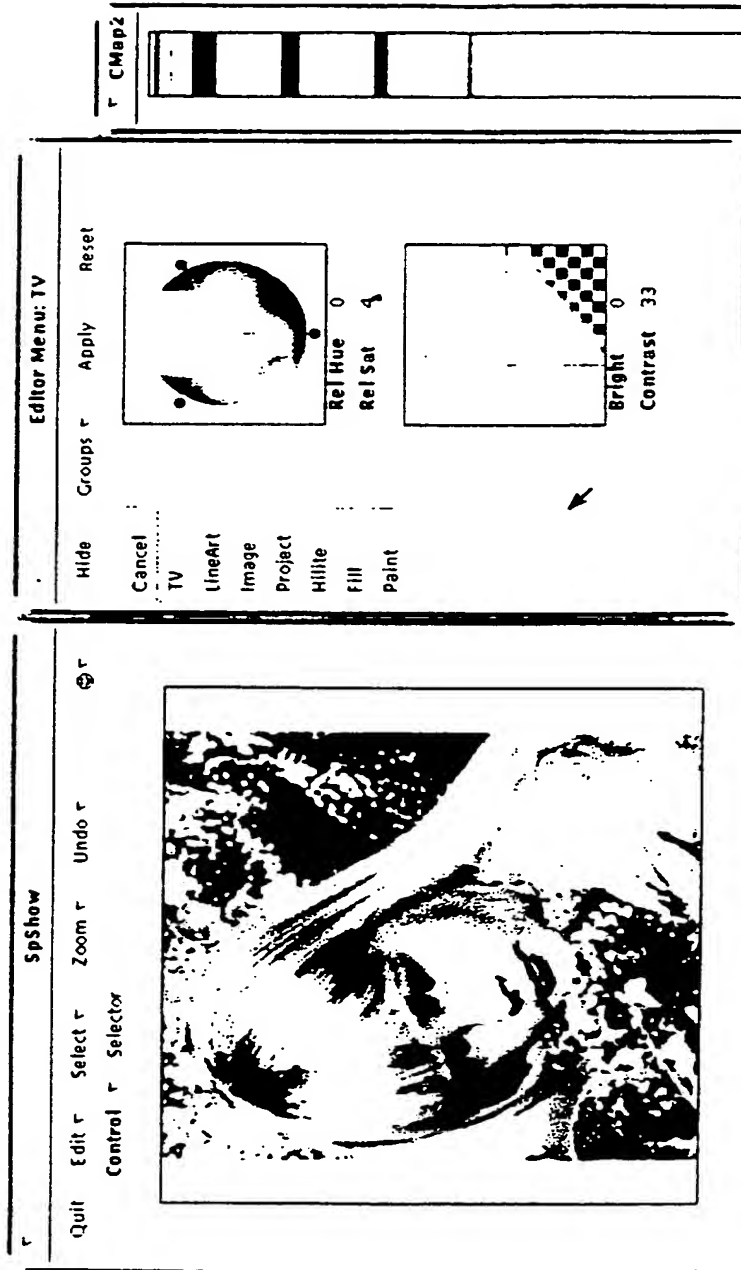 SpShow
Quit Edit Select Zoom Undo
Control Selector
Editor Menu: TV
Hide Groups Apply Reset
Cancel
TV
LineArt
Image
Project
Hilite
Fill
Paint
Rel Hue 0
Rel Sat 4
Bright 0
Contrast 33
CMap2